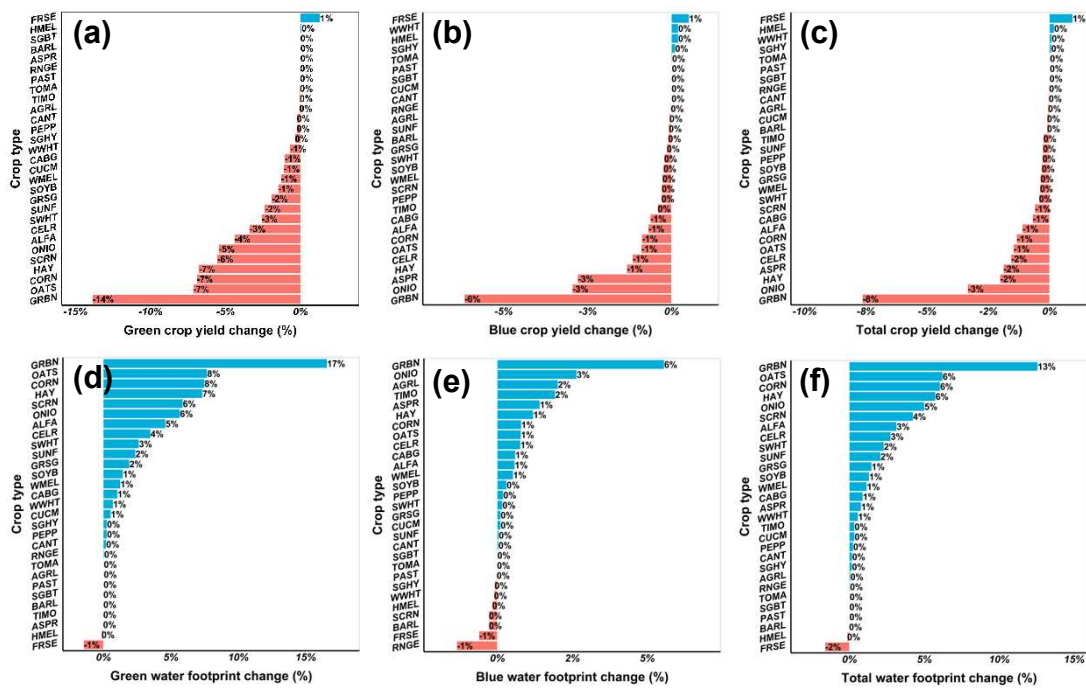 (a)
Crop type
FRSE 1%
HMEL 0%
SGBT 0%
BARL 0%
ASPR 0%
RNGE 0%
PAST 0%
TOMA 0%
TIMO 0%
AGRL 0%
CANT 0%
PEPP 0%
SGHY 0%
WWHT -1%
CABG -1%
CUCM -1%
WMEL -1%
SOYB -1%
GRSG -2%
SUNF -2%
SWHT -3%
CELR -3%
ALFA -4%
ONIO -5%
SCRN -6%
HAY -7%
CORN -7%
OATS -7%
GRBN -14%
-15% -10% -5% 0%
Green crop yield change (%)
(b)
Crop type
FRSE 1%
WWHT 0%
HMEL 0%
SGHY 0%
TOMA 0%
PAST 0%
SGBT 0%
CUCM 0%
CANT 0%
RNGE 0%
AGRL 0%
SUNF 0%
BARL 0%
GRSG 0%
SWHT 0%
SOYB 0%
WMEL 0%
SCRN 0%
PEPP 0%
TIMO 0%
CABG -1%
ALFA -1%
CORN -1%
OATS -1%
CELR -1%
HAY -1%
ASPR -3%
ONIO -3%
GRBN -6%
-5% -3% 0%
Blue crop yield change (%)
(c)
Crop type
FRSE 1%
HMEL 0%
WWHT 0%
SGHY 0%
TOMA 0%
PAST 0%
SGBT 0%
RNGE 0%
CANT 0%
AGRL 0%
CUCM 0%
BARL 0%
TIMO 0%
SUNF 0%
PEPP 0%
SOYB 0%
GRSG 0%
WMEL 0%
SWHT 0%
SCRN -1%
CABG -1%
ALFA -1%
CORN -1%
OATS -1%
CELR -2%
ASPR -2%
HAY -2%
ONIO -3%
GRBN -8%
-10% -8% -5% -2% 0%
Total crop yield change (%)
(d)
Crop type
GRBN 17%
OATS 8%
CORN 8%
HAY 7%
SCRN 6%
ONIO 6%
ALFA 5%
CELR 4%
SWHT 3%
SUNF 2%
GRSG 2%
SOYB 1%
WMEL 1%
CABG 1%
WWHT 1%
CUCM 1%
SGHY 0%
PEPP 0%
CANT 0%
RNGE 0%
TOMA 0%
AGRL 0%
PAST 0%
SGBT 0%
BARL 0%
TIMO 0%
ASPR 0%
HMEL 0%
FRSE -1%
0% 5% 10% 15%
Green water footprint change (%)
(e)
Crop type
GRBN 6%
ONIO 3%
AGRL 2%
TIMO 2%
ASPR 1%
HAY 1%
CORN 1%
OATS 1%
CELR 1%
CABG 1%
ALFA 1%
WMEL 1%
SOYB 0%
PEPP 0%
SWHT 0%
GRSG 0%
CUCM 0%
SUNF 0%
CANT 0%
SGBT 0%
TOMA 0%
PAST 0%
SGHY 0%
WWHT 0%
HMEL 0%
SCRN 0%
BARL 0%
FRSE -1%
RNGE -1%
0% 2% 5%
Blue water footprint change (%)
(f)
Crop type
GRBN 13%
OATS 6%
CORN 6%
HAY 6%
ONIO 5%
SCRN 4%
ALFA 3%
CELR 3%
SWHT 2%
SUNF 2%
GRSG 1%
SOYB 1%
WMEL 1%
CABG 1%
ASPR 1%
WWHT 1%
TIMO 0%
CUCM 0%
PEPP 0%
CANT 0%
SGHY 0%
AGRL 0%
RNGE 0%
TOMA 0%
SGBT 0%
PAST 0%
BARL 0%
HMEL 0%
FRSE -2%
0% 5% 10% 15%
Total water footprint change (%)